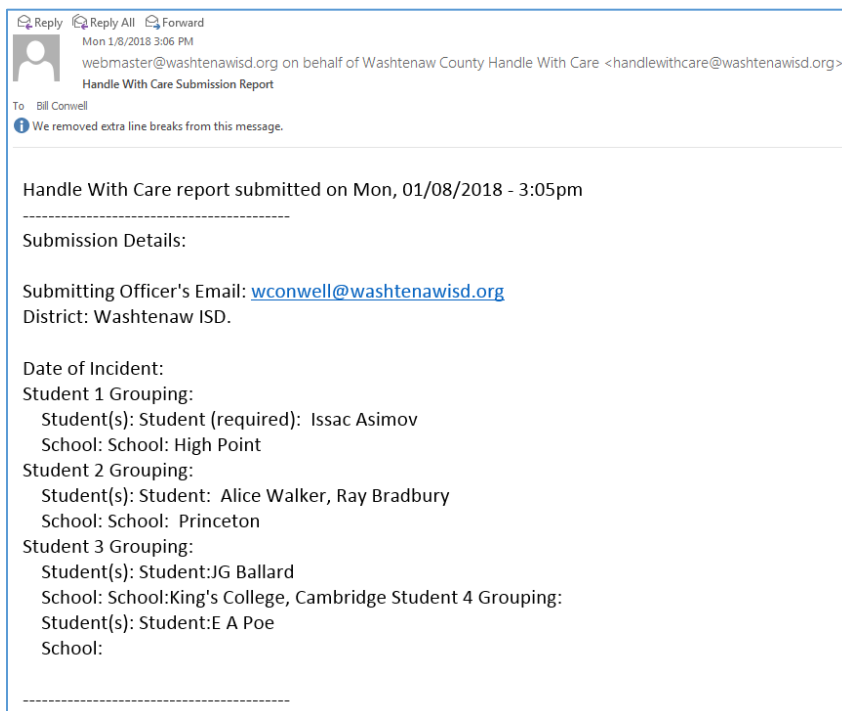 Reply Reply All Forward
Mon 1/8/2018 3:06 PM
webmaster@washtenawisd.org on behalf of Washtenaw County Handle With Care <handlewithcare@washtenawisd.org>
Handle With Care Submission Report
To Bill Conwell
We removed extra line breaks from this message.
Handle With Care report submitted on Mon, 01/08/2018 - 3:05pm
------------------------------------------
Submission Details:
Submitting Officer's Email: wconwell@washtenawisd.org
District: Washtenaw ISD.
Date of Incident:
Student 1 Grouping:
Student(s): Student (required): Issac Asimov
School: School: High Point
Student 2 Grouping:
Student(s): Student: Alice Walker, Ray Bradbury
School: School: Princeton
Student 3 Grouping:
Student(s): Student:JG Ballard
School: School:King's College, Cambridge Student 4 Grouping:
Student(s): Student:E A Poe
School:
------------------------------------------